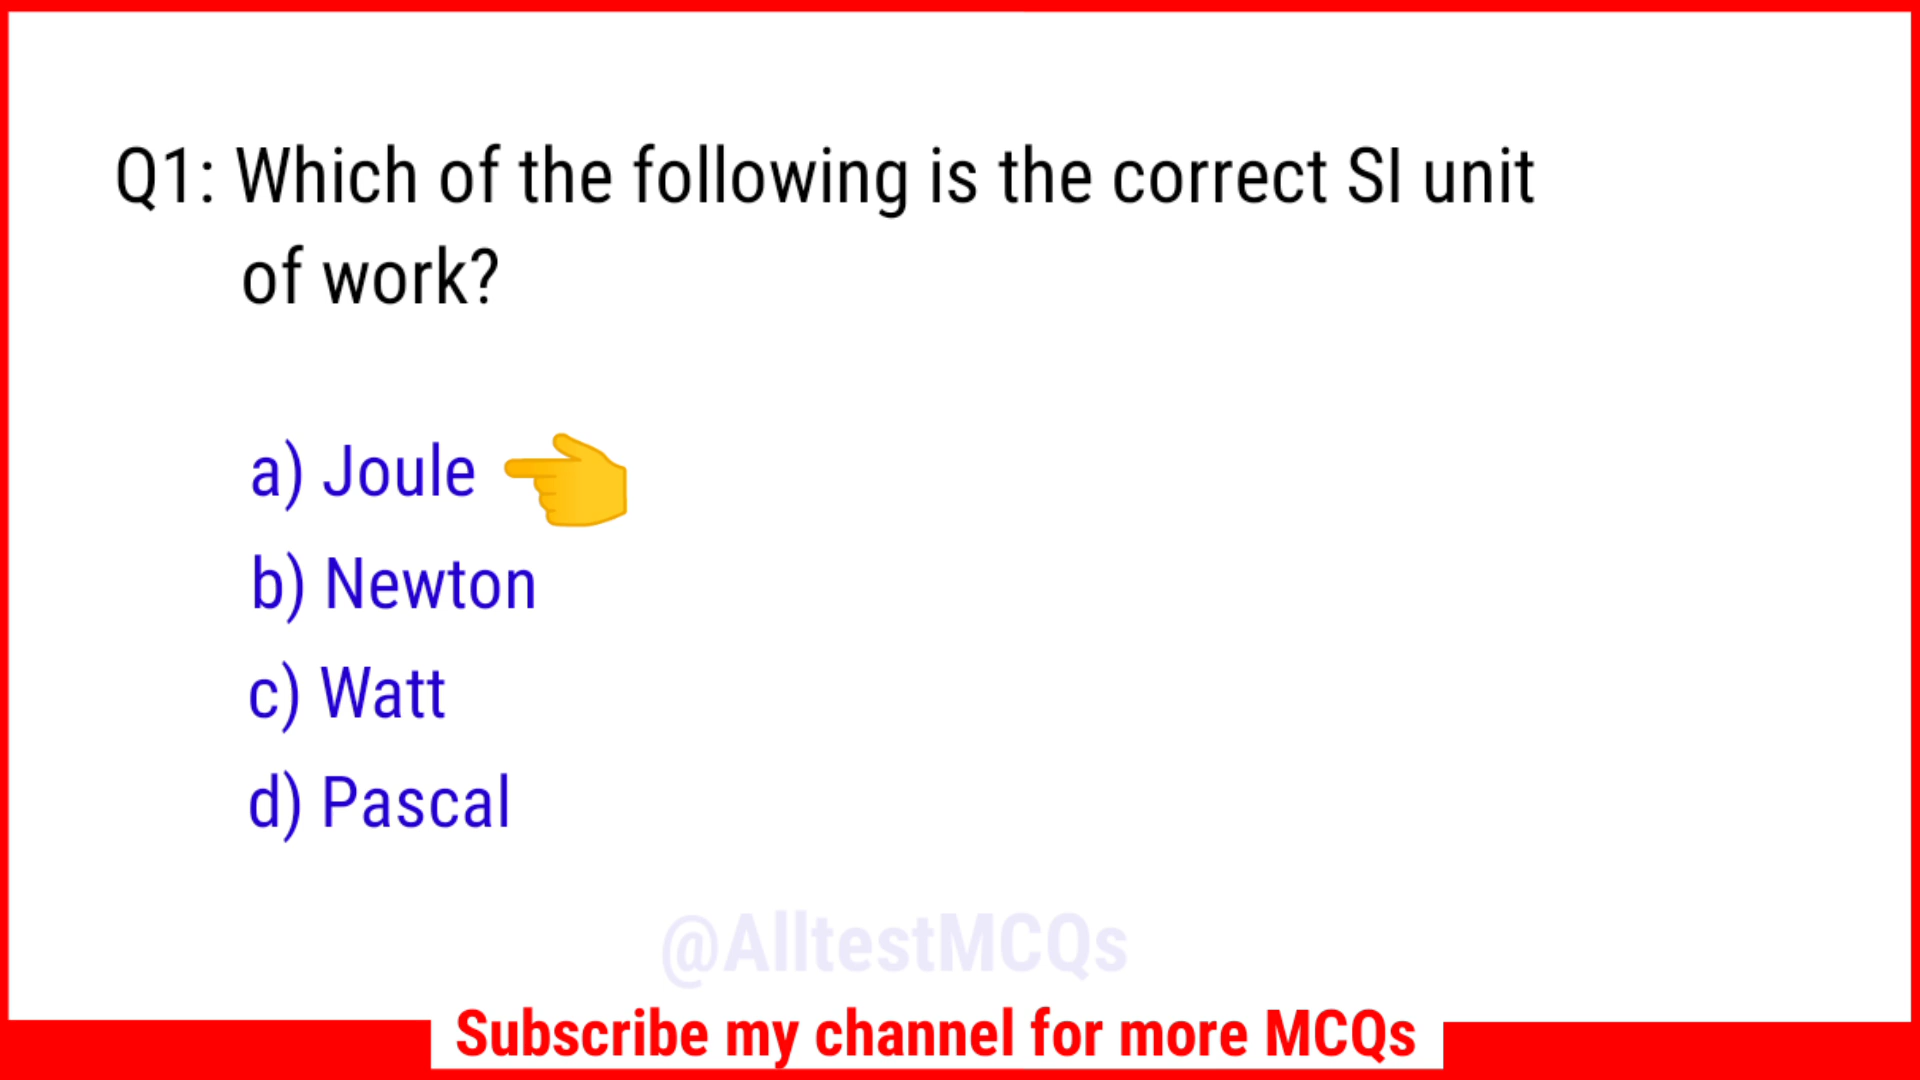 Q1: Which of the following is the correct SI unit
of work?
a) Joule
b) Newton
c) Watt
d) Pascal
@AlltestMCQs
Subscribe my channel for more MCQs